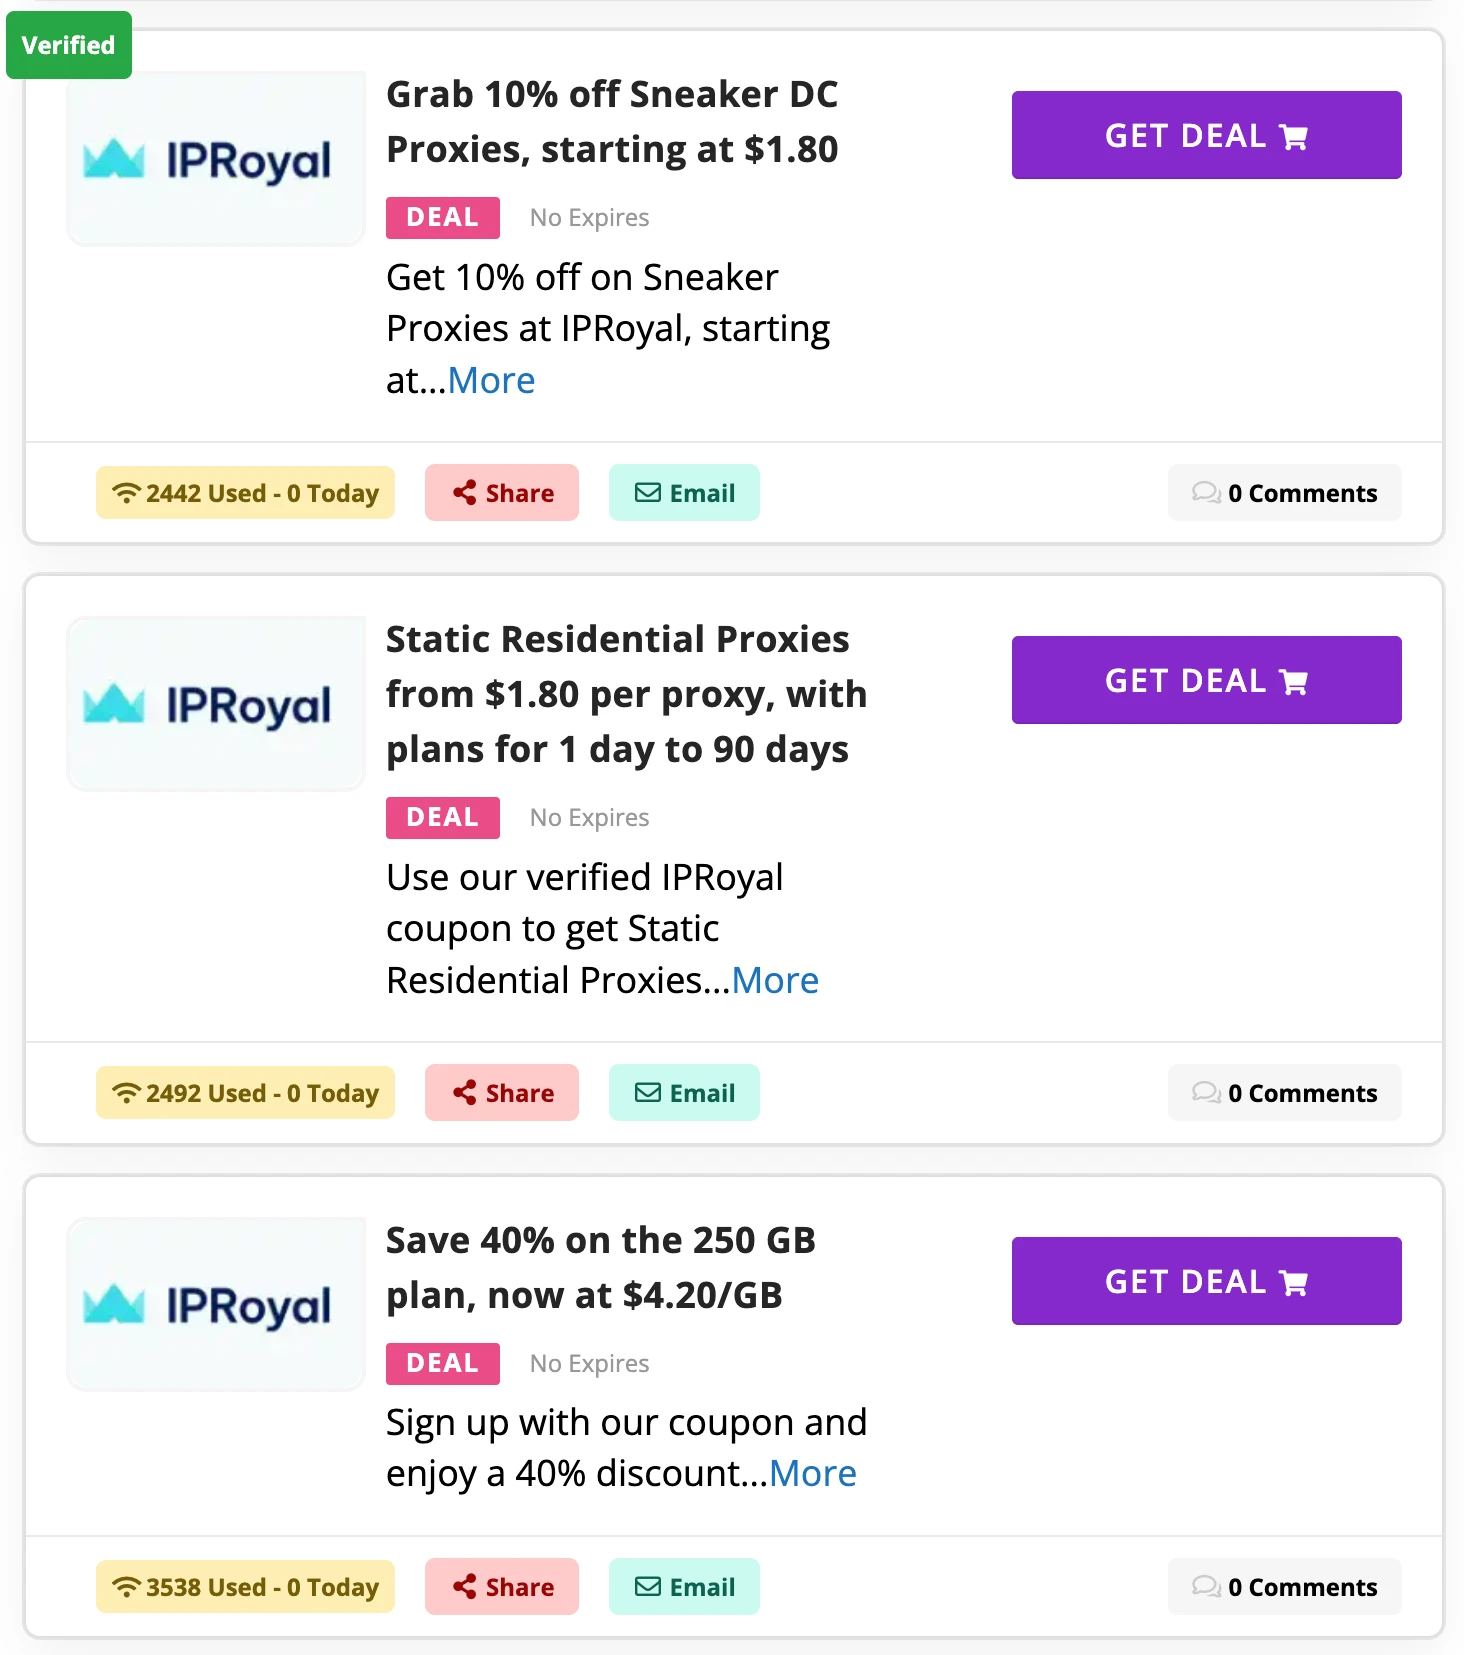 Verified
IPRoyal
Grab 10% off Sneaker DC
Proxies, starting at $1.80
GET DEAL
DEAL No Expires
Get 10% off on Sneaker
Proxies at IPRoyal, starting
at...More
2442 Used - 0 Today Share Email 0 Comments
IPRoyal
Static Residential Proxies
from $1.80 per proxy, with
plans for 1 day to 90 days
GET DEAL
DEAL No Expires
Use our verified IPRoyal
coupon to get Static
Residential Proxies...More
2492 Used - 0 Today Share Email 0 Comments
IPRoyal
Save 40% on the 250 GB
plan, now at $4.20/GB
GET DEAL
DEAL No Expires
Sign up with our coupon and
enjoy a 40% discount...More
3538 Used - 0 Today Share Email 0 Comments